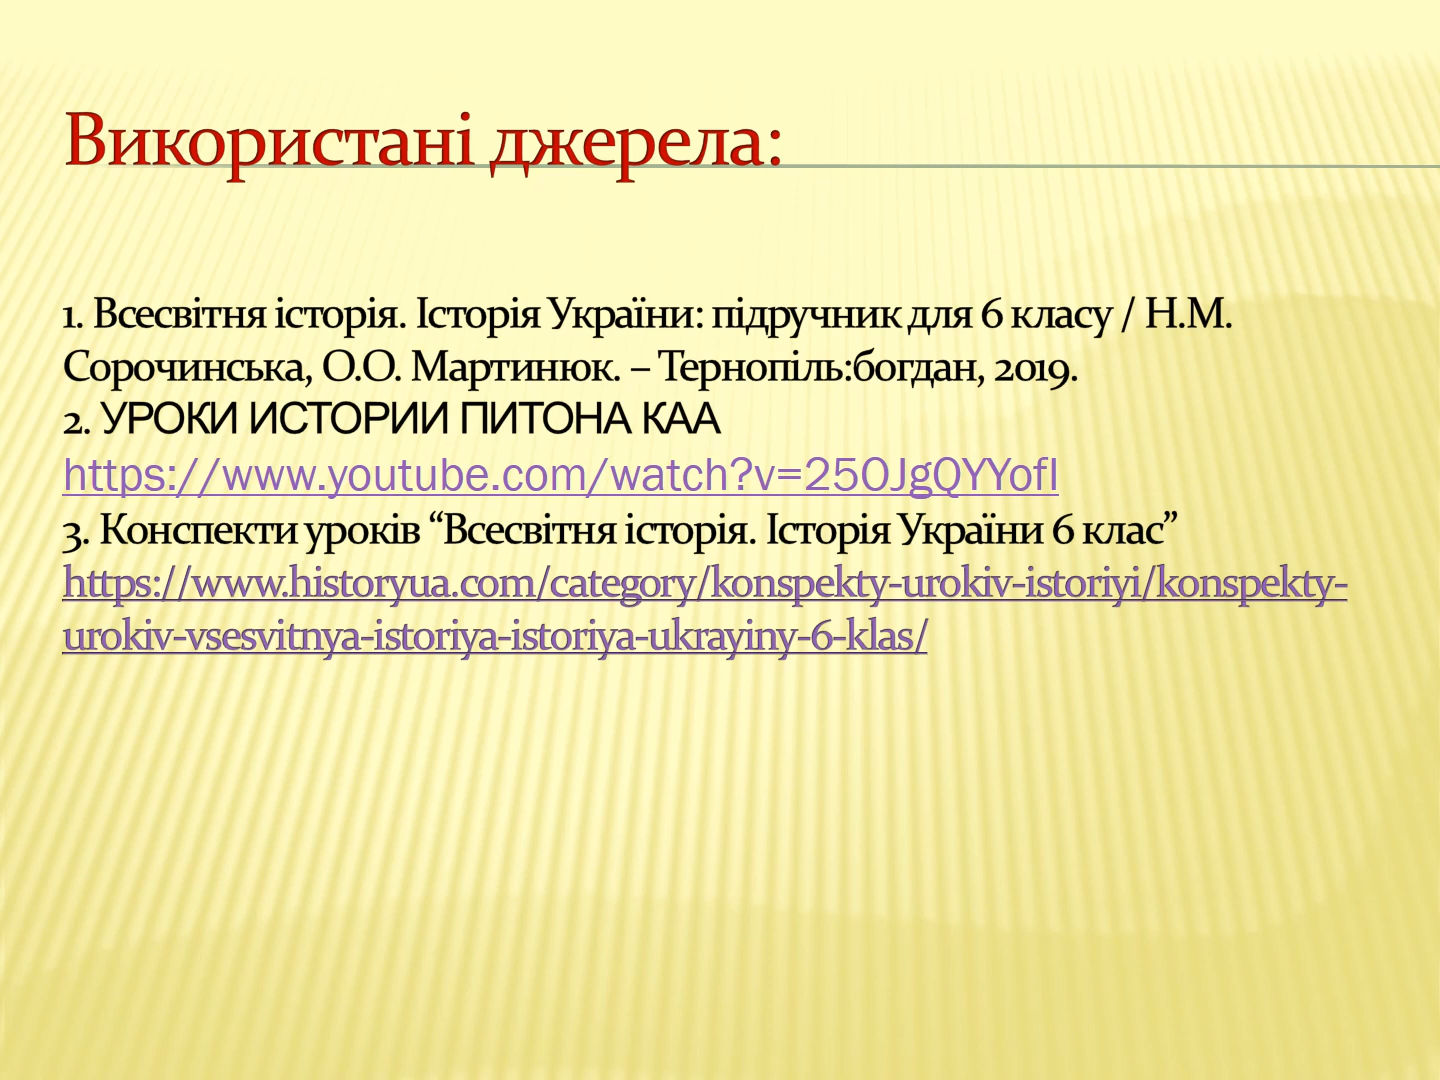 Використані джерела:
1. Всесвітня історія. Історія України: підручник для 6 класу / Н.М.
Сорочинська, О.О. Мартинюк. – Тернопіль:богдан, 2019.
2. УРОКИ ИСТОРИИ ПИТОНА КАА
https://www.youtube.com/watch?v=25OJgQYYofI
3. Конспекти уроків “Всесвітня історія. Історія України 6 клас”
https://www.historyua.com/category/konspekty-urokiv-istoriyi/konspekty-
urokiv-vsesvitnya-istoriya-istoriya-ukrayiny-6-klas/